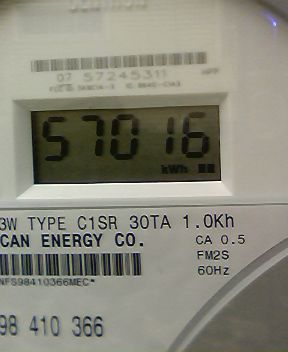 07 57245311
57016
kWh
3W TYPE C1SR 30TA 1.0Kh
CAN ENERGY CO.
CA 0.5
FM2S
60Hz
NFS98410366MEC*
98 410 366